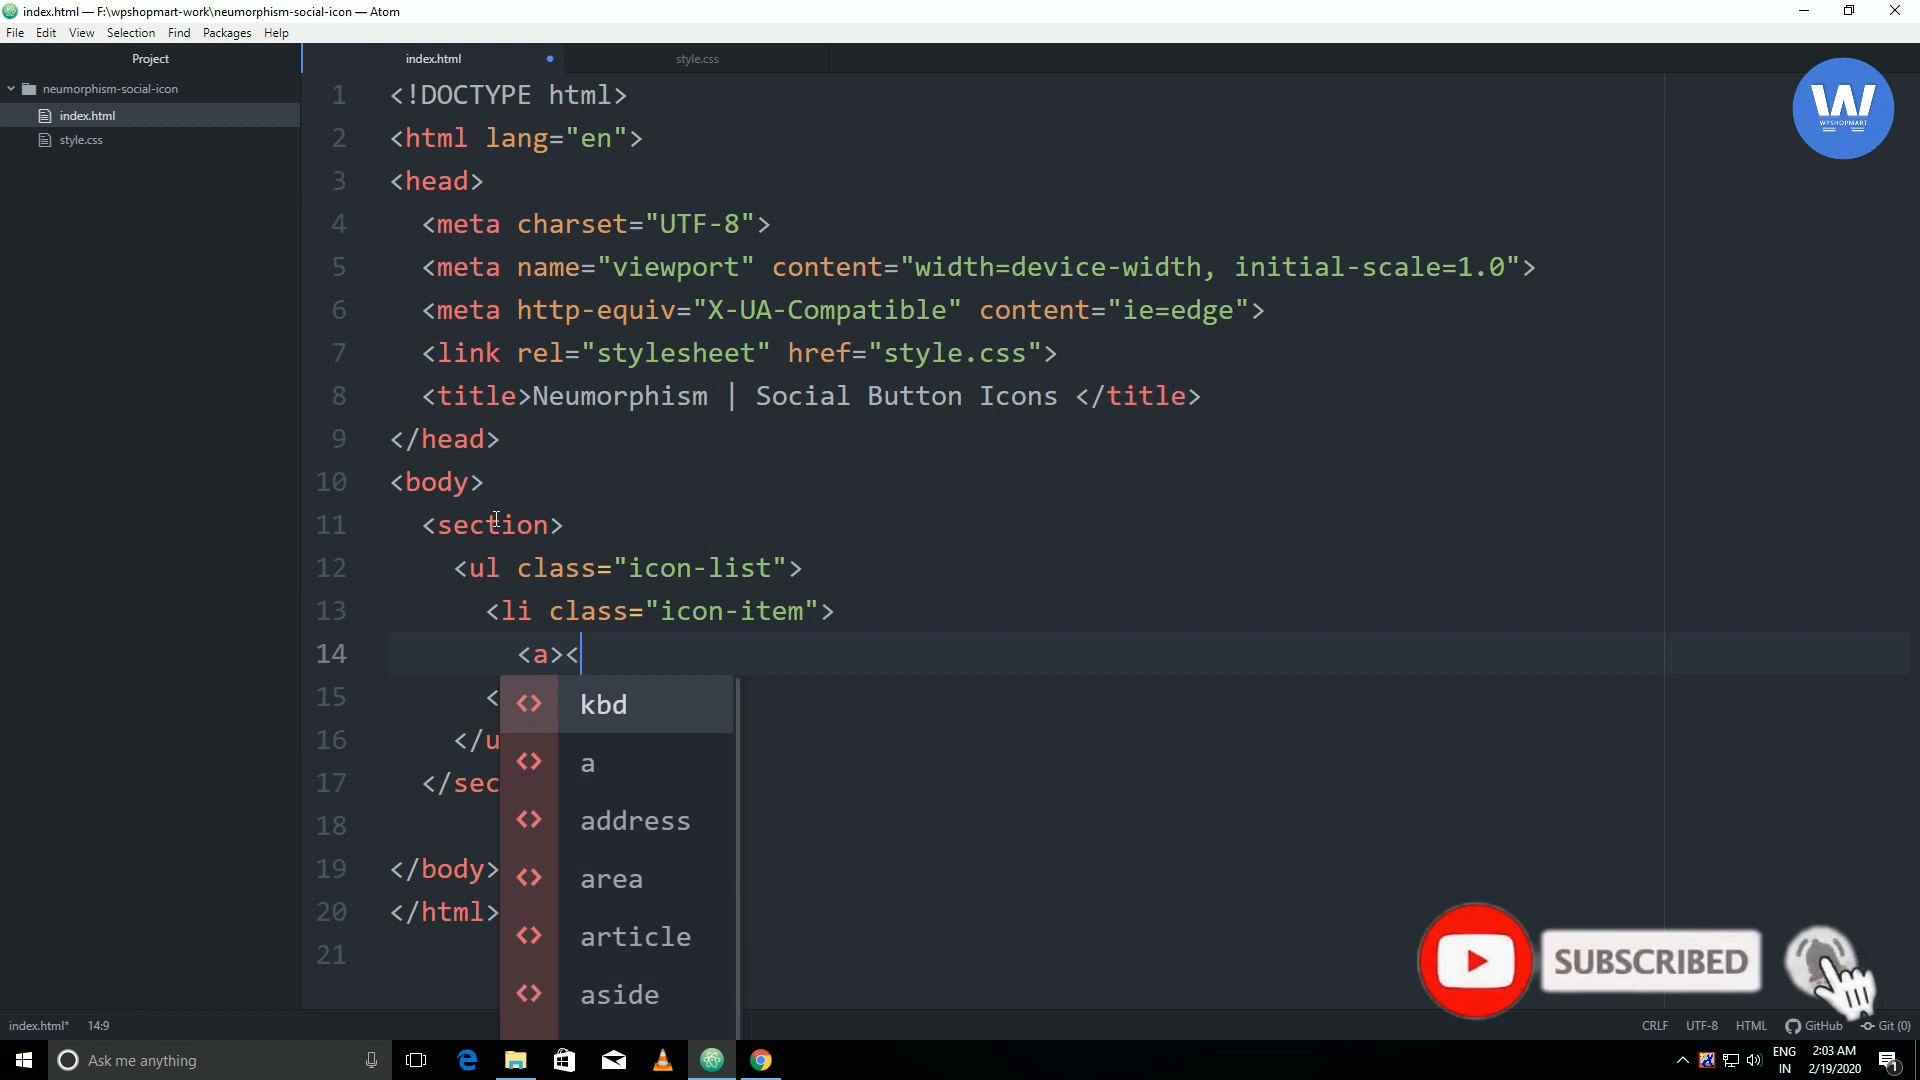 index.html — F:\wpshopmart-work\neumorphism-social-icon — Atom
File Edit View Selection Find Packages Help
Project
neumorphism-social-icon
index.html
style.css
index.html
style.css
W
WPSHOPMART
1 <!DOCTYPE html>
2 <html lang="en">
3 <head>
4 <meta charset="UTF-8">
5 <meta name="viewport" content="width=device-width, initial-scale=1.0">
6 <meta http-equiv="X-UA-Compatible" content="ie=edge">
7 <link rel="stylesheet" href="style.css">
8 <title>Neumorphism | Social Button Icons </title>
9 </head>
10 <body>
11 <section>
12 <ul class="icon-list">
13 <li class="icon-item">
14 <a><
15 <
16 </u
17 </sec
18
19 </body>
20 </html>
21
<> kbd
<> a
<> address
<> area
<> article
<> aside
SUBSCRIBED
index.html* 14:9
CRLF UTF-8 HTML GitHub Git (0)
Ask me anything
ENG
IN
2:03 AM
2/19/2020
1